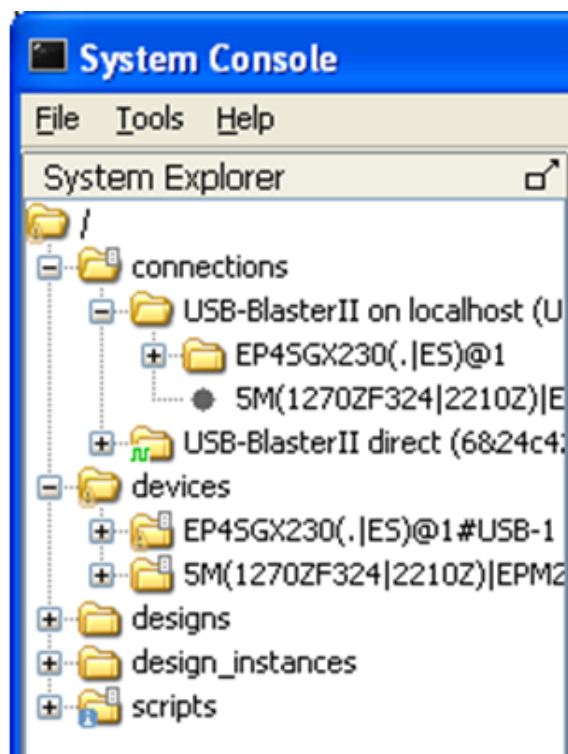 System Console
File Tools Help
System Explorer
/
connections
USB-BlasterII on localhost (U
EP4SGX230(.|ES)@1
5M(1270ZF324|2210Z)|E
USB-BlasterII direct (6&24c42
devices
EP4SGX230(.|ES)@1#USB-1
5M(1270ZF324|2210Z)|EPM2
designs
design_instances
scripts